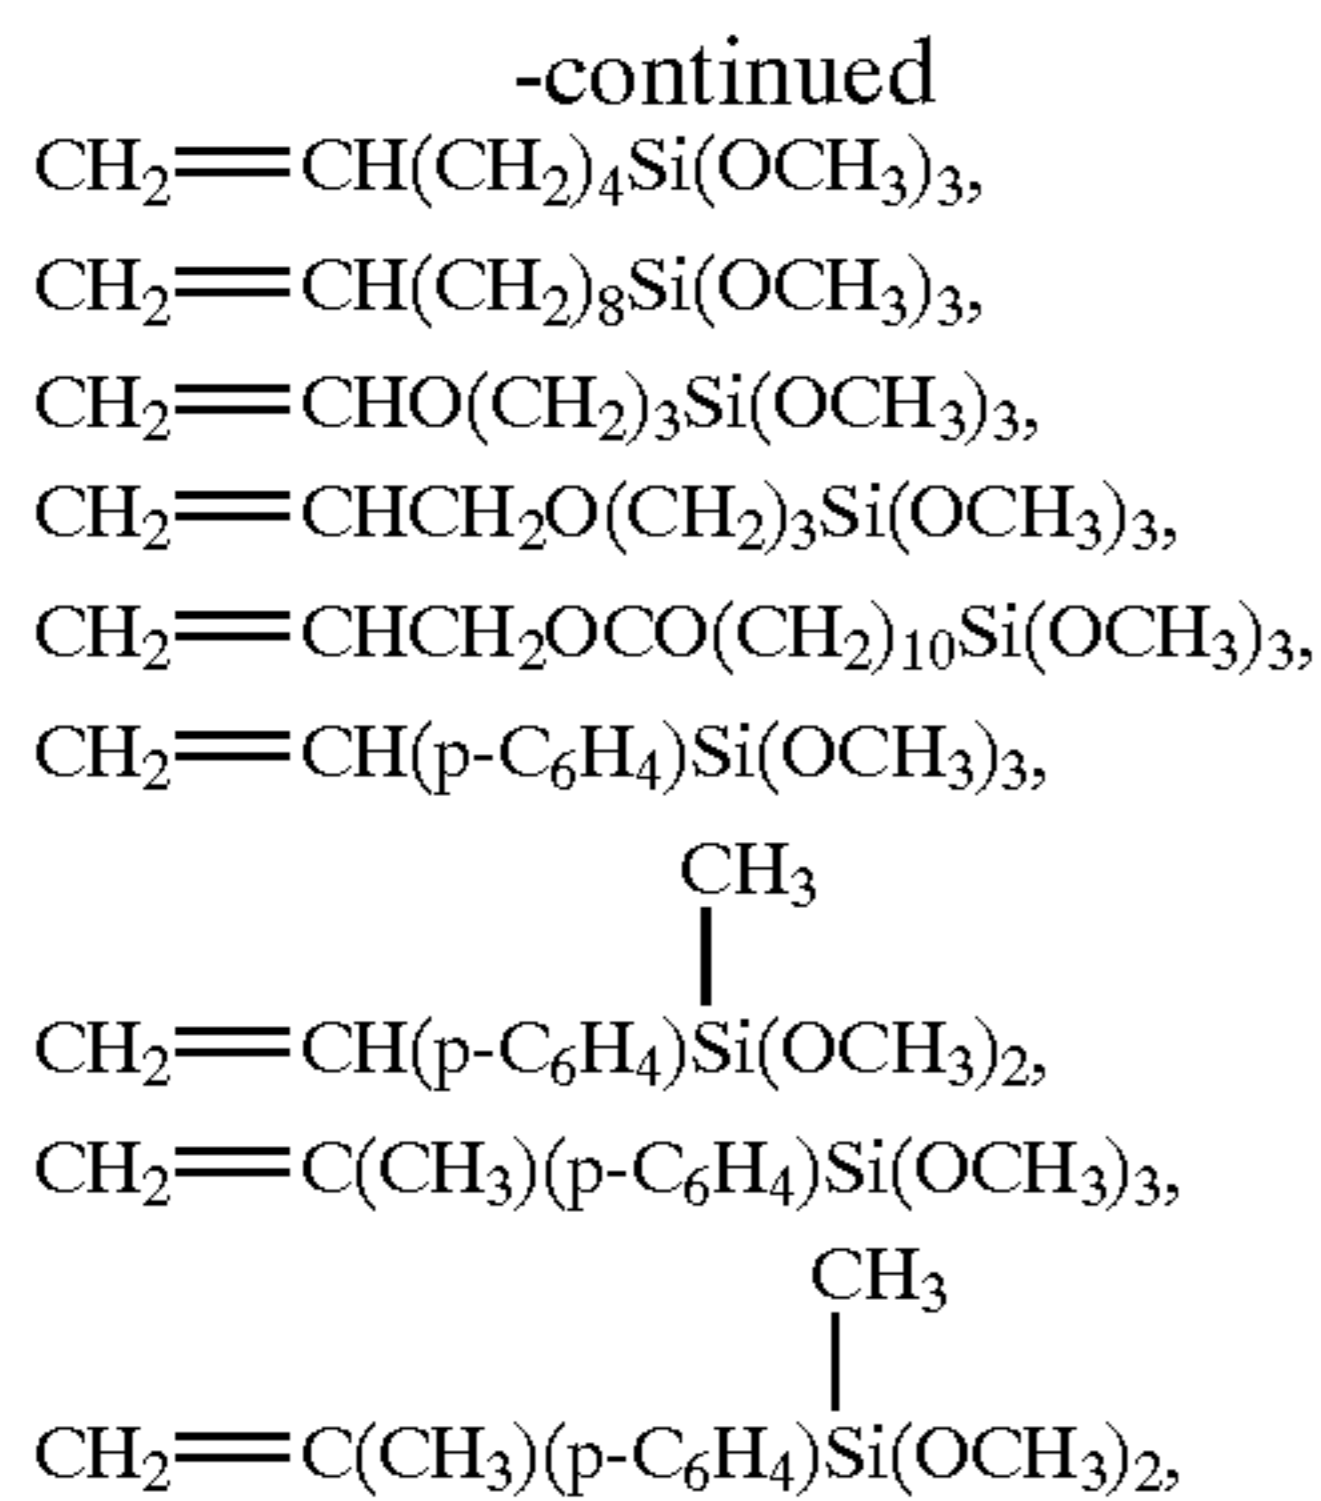 -continued
CH₂═CH(CH₂)₄Si(OCH₃)₃,
CH₂═CH(CH₂)₈Si(OCH₃)₃,
CH₂═CHO(CH₂)₃Si(OCH₃)₃,
CH₂═CHCH₂O(CH₂)₃Si(OCH₃)₃,
CH₂═CHCH₂OCO(CH₂)₁₀Si(OCH₃)₃,
CH₂═CH(p-C₆H₄)Si(OCH₃)₃,
CH₃
CH₂═CH(p-C₆H₄)Si(OCH₃)₂,
CH₂═C(CH₃)(p-C₆H₄)Si(OCH₃)₃,
CH₃
CH₂═C(CH₃)(p-C₆H₄)Si(OCH₃)₂,